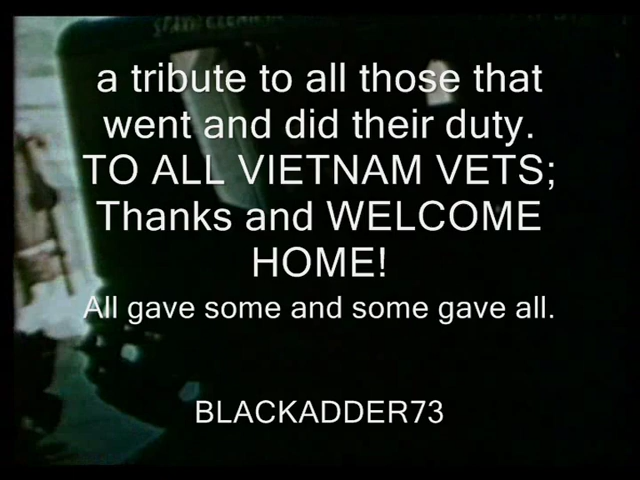 a tribute to all those that
went and did their duty.
TO ALL VIETNAM VETS;
Thanks and WELCOME
HOME!
All gave some and some gave all.
BLACKADDER73